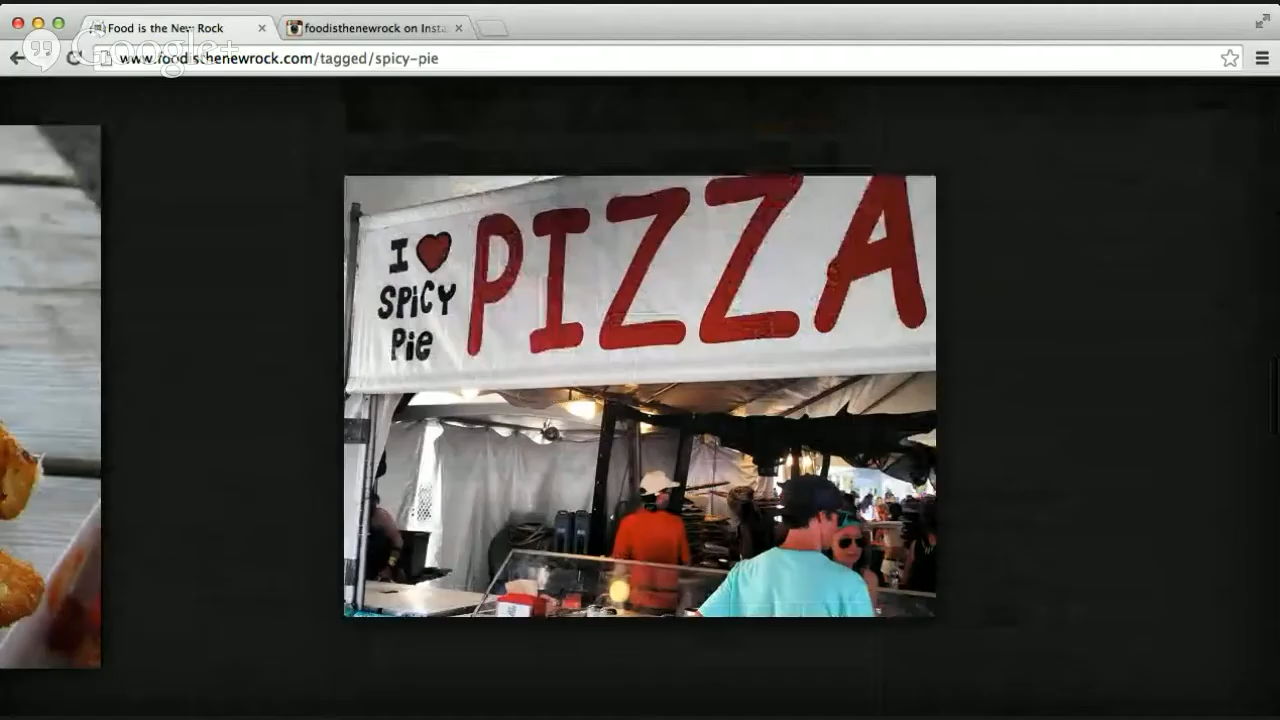 Food is the New Rock
foodisthenewrock on Insta
Google+
www.foodisthenewrock.com/tagged/spicy-pie
I ♥
SPiCY
Pie
PIZZA